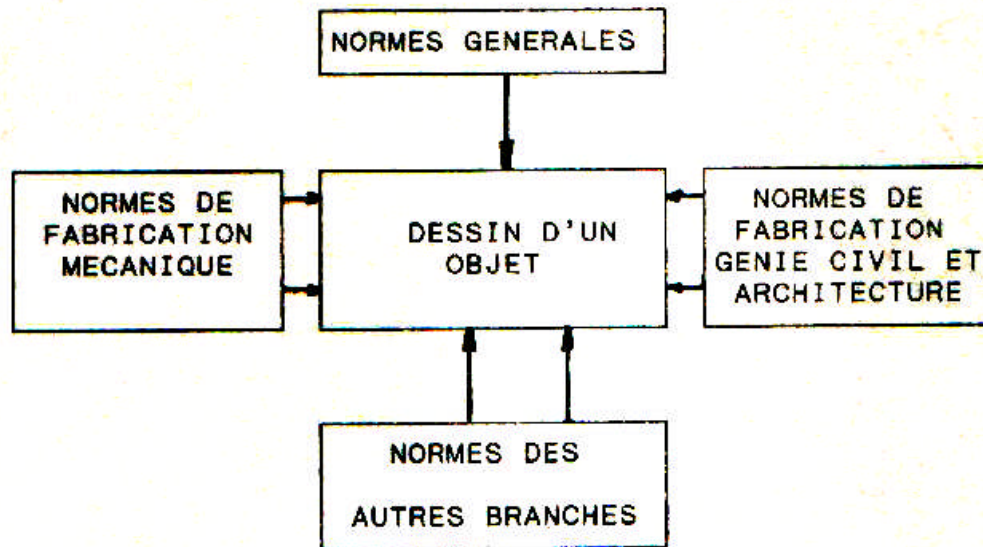 NORMES GENERALES
NORMES DE
FABRICATION
MECANIQUE
DESSIN D'UN
OBJET
NORMES DE
FABRICATION
GENIE CIVIL ET
ARCHITECTURE
NORMES DES
AUTRES BRANCHES